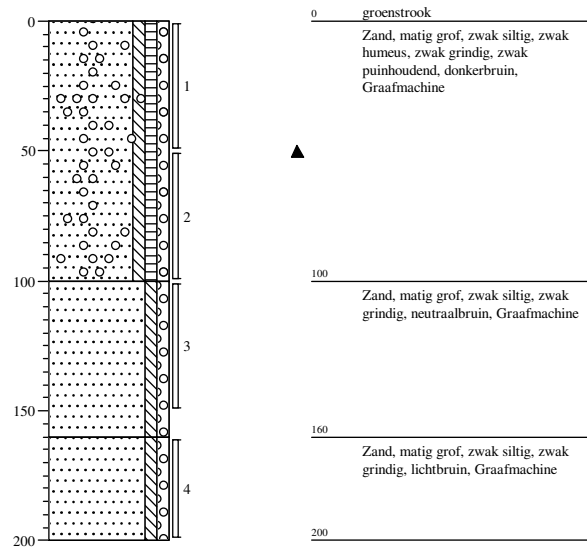 0
50
100
150
200
1
2
3
4
0
groenstrook
Zand, matig grof, zwak siltig, zwak
humeus, zwak grindig, zwak
puinhoudend, donkerbruin,
Graafmachine
100
Zand, matig grof, zwak siltig, zwak
grindig, neutraalbruin, Graafmachine
160
Zand, matig grof, zwak siltig, zwak
grindig, lichtbruin, Graafmachine
200